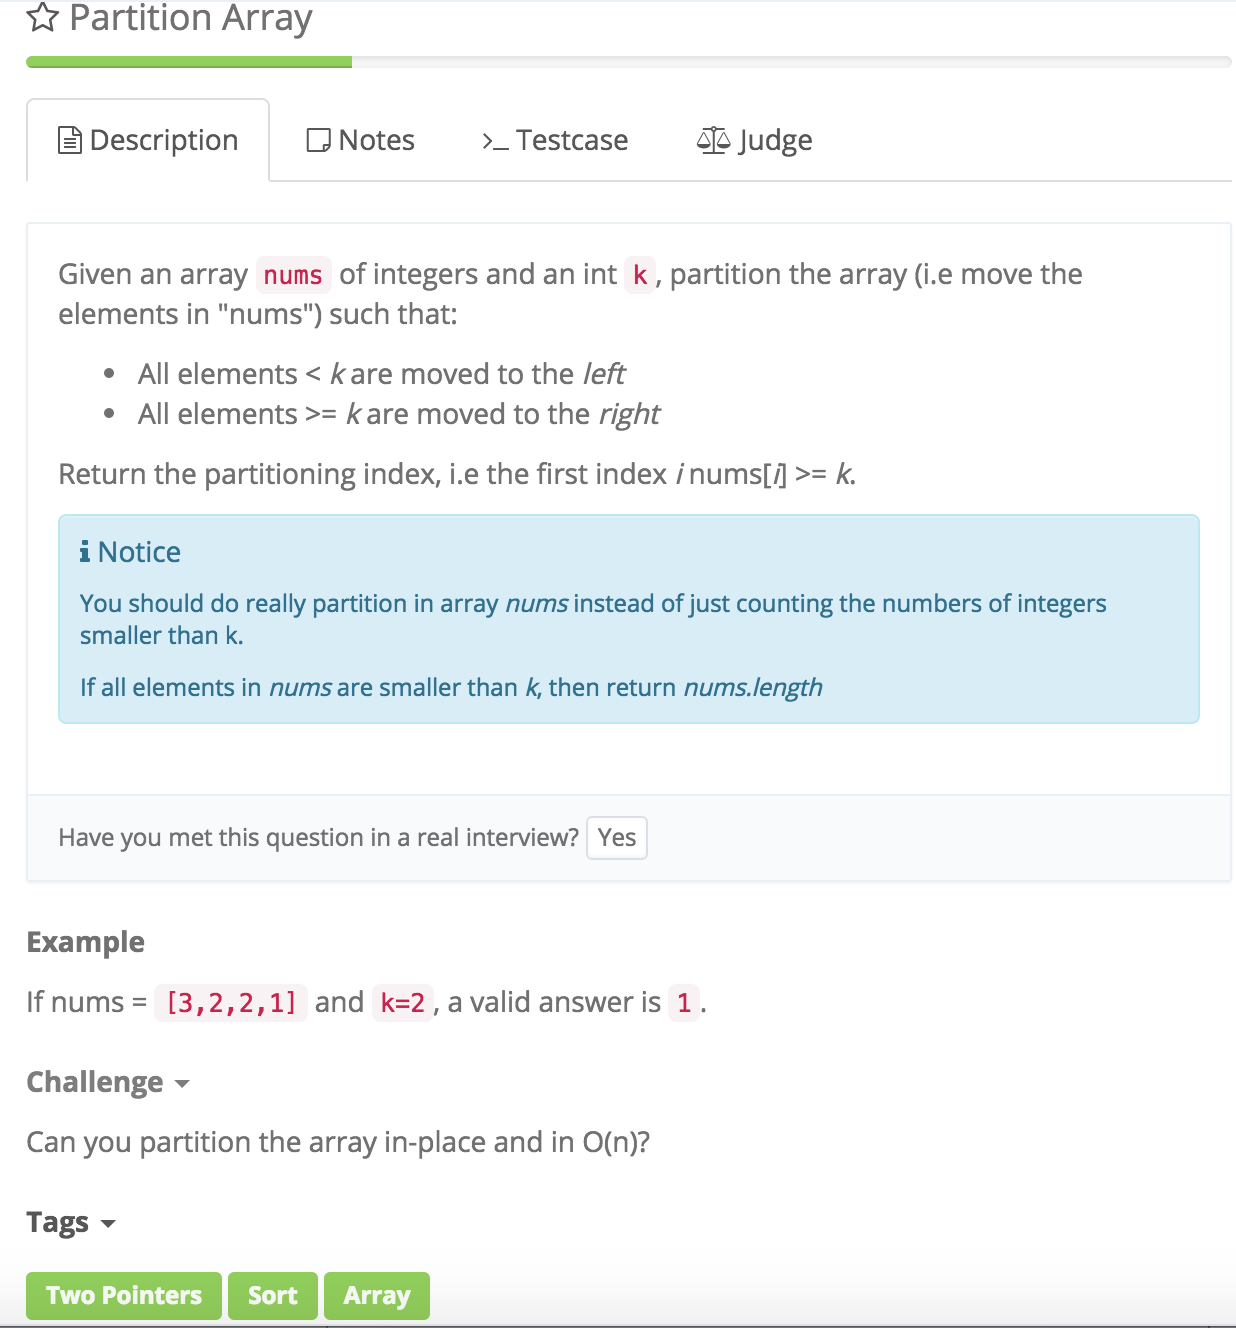 Partition Array
Description Notes Testcase Judge
Given an array nums of integers and an int k, partition the array (i.e move the
elements in "nums") such that:
All elements < k are moved to the left
All elements >= k are moved to the right
Return the partitioning index, i.e the first index i nums[i] >= k.
Notice
You should do really partition in array nums instead of just counting the numbers of integers
smaller than k.
If all elements in nums are smaller than k, then return nums.length
Have you met this question in a real interview? Yes
Example
If nums = [3,2,2,1] and k=2, a valid answer is 1.
Challenge
Can you partition the array in-place and in O(n)?
Tags
Two Pointers Sort Array